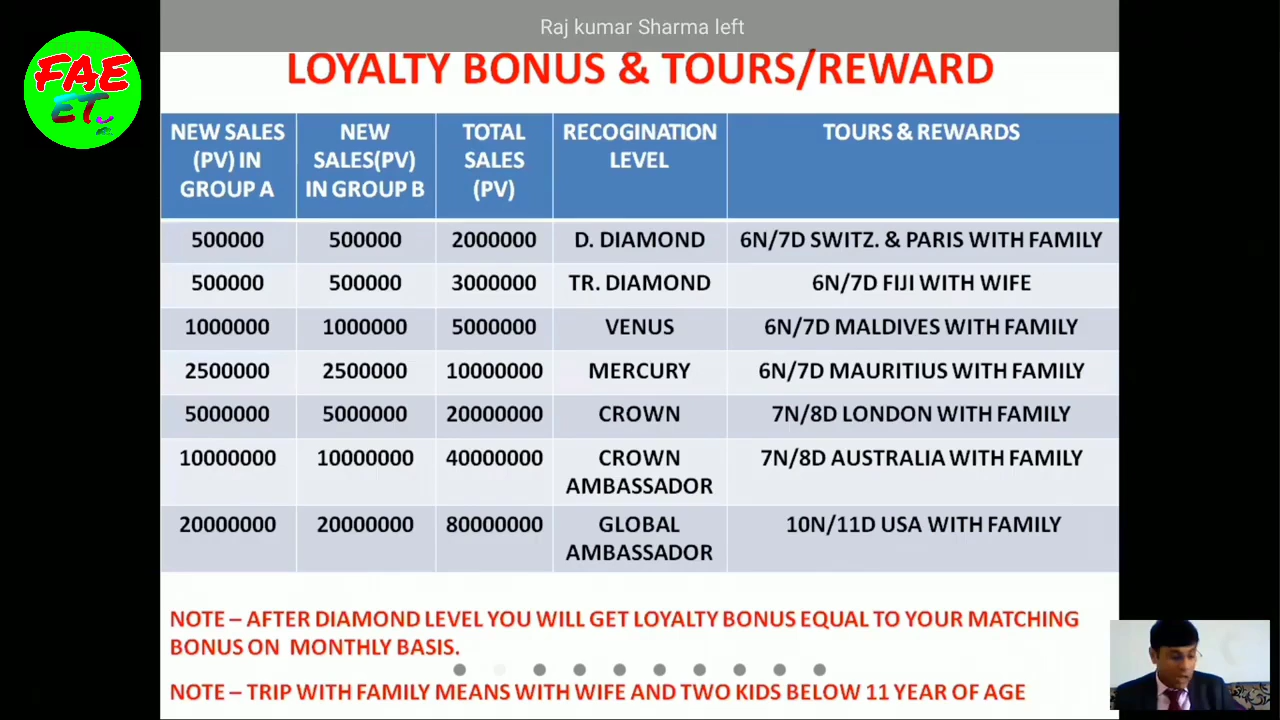 Raj kumar Sharma left
FAE
ET
LOYALTY BONUS & TOURS/REWARD
NEW SALES (PV) IN GROUP A
NEW SALES(PV) IN GROUP B
TOTAL SALES (PV)
RECOGINATION LEVEL
TOURS & REWARDS
500000 500000 2000000 D. DIAMOND 6N/7D SWITZ. & PARIS WITH FAMILY
500000 500000 3000000 TR. DIAMOND 6N/7D FIJI WITH WIFE
1000000 1000000 5000000 VENUS 6N/7D MALDIVES WITH FAMILY
2500000 2500000 10000000 MERCURY 6N/7D MAURITIUS WITH FAMILY
5000000 5000000 20000000 CROWN 7N/8D LONDON WITH FAMILY
10000000 10000000 40000000 CROWN AMBASSADOR 7N/8D AUSTRALIA WITH FAMILY
20000000 20000000 80000000 GLOBAL AMBASSADOR 10N/11D USA WITH FAMILY
NOTE – AFTER DIAMOND LEVEL YOU WILL GET LOYALTY BONUS EQUAL TO YOUR MATCHING
BONUS ON MONTHLY BASIS.
NOTE – TRIP WITH FAMILY MEANS WITH WIFE AND TWO KIDS BELOW 11 YEAR OF AGE